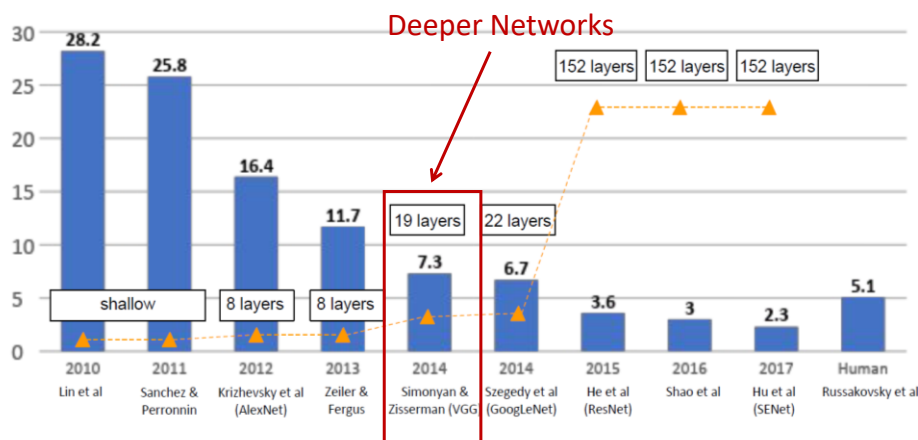 Deeper Networks
30
28.2
25.8
152 layers
152 layers
152 layers
25
20
16.4
15
11.7
19 layers
22 layers
10
7.3
6.7
5
shallow
8 layers
8 layers
3.6
3
2.3
5.1
0
2010
2011
2012
2013
2014
2014
2015
2016
2017
Human
Lin et al
Sanchez &
Perronnin
Krizhevsky et al
(AlexNet)
Zeiler &
Fergus
Simonyan &
Zisserman (VGG)
Szegedy et al
(GoogLeNet)
He et al
(ResNet)
Shao et al
Hu et al
(SENet)
Russakovsky et al